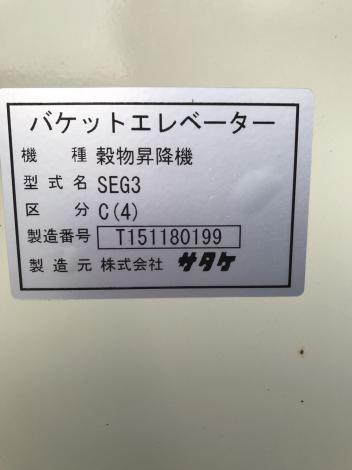 バケットエレベーター
機種 穀物昇降機
型式名 SEG3
区分 C(4)
製造番号 T151180199
製造元 株式会社 サタケ